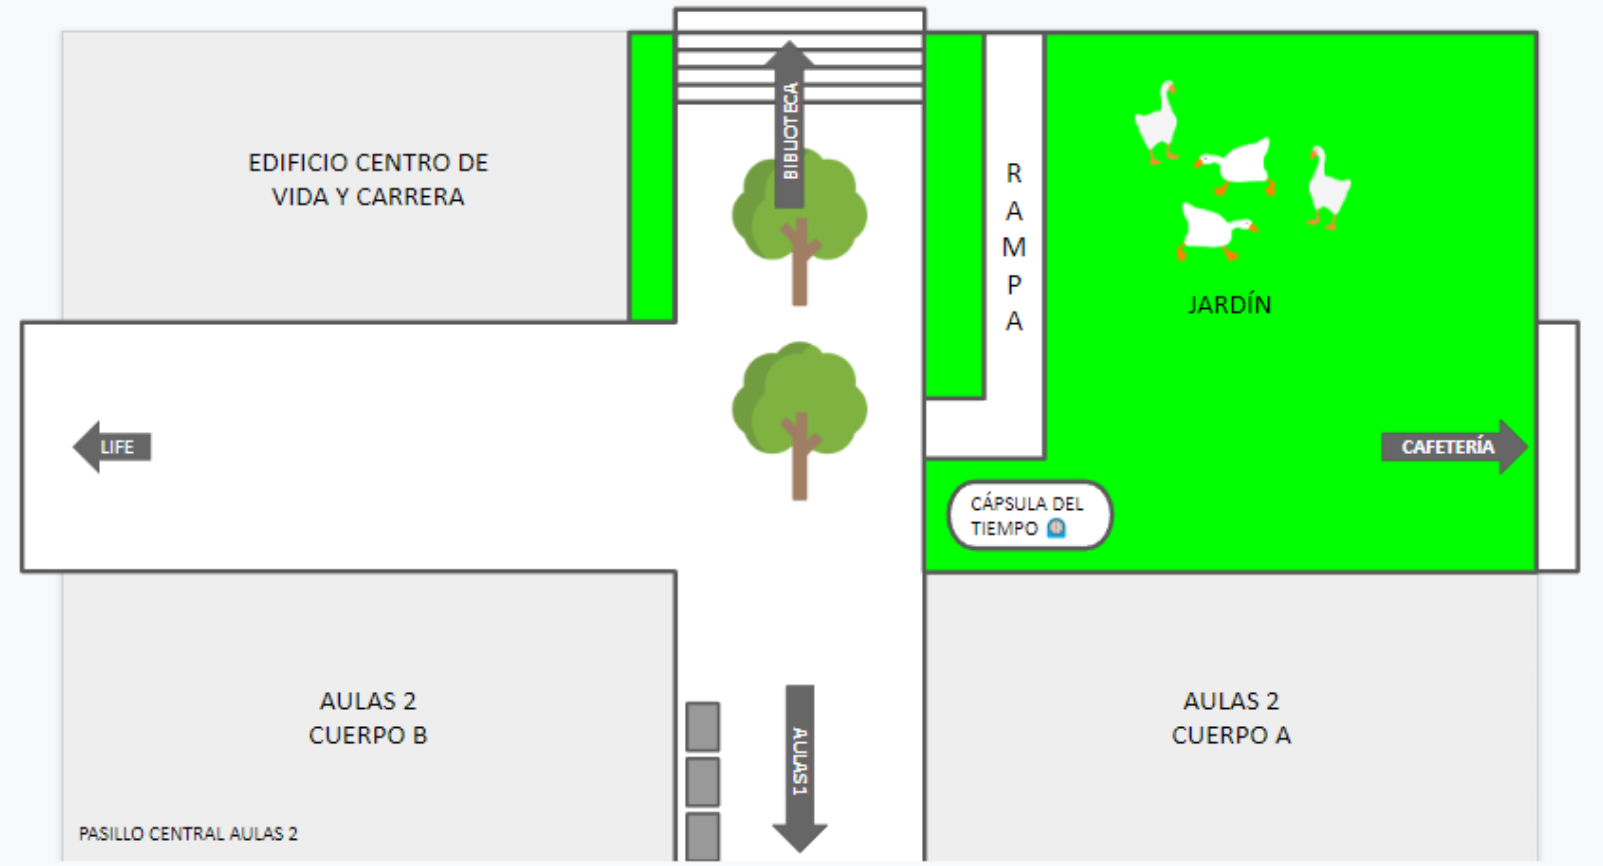 BIBLIOTECA
EDIFICIO CENTRO DE
VIDA Y CARRERA
R
A
M
P
A
JARDÍN
LIFE
CAFETERÍA
CÁPSULA DEL
TIEMPO
AULAS 2
CUERPO B
AULAS1
AULAS 2
CUERPO A
PASILLO CENTRAL AULAS 2